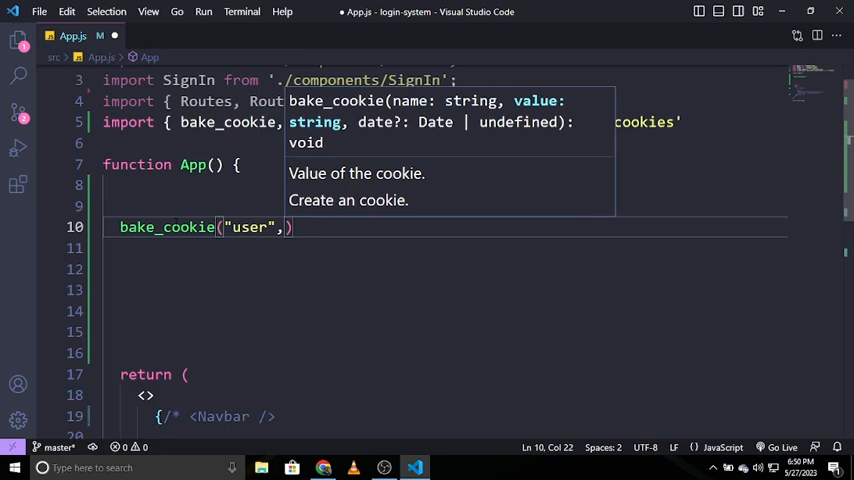 File Edit Selection View Go Run Terminal Help
App.js - login-system - Visual Studio Code
App.js M
src > App.js > App
3 import SignIn from './components/SignIn';
4 import { Routes, Rout
5 import { bake_cookie, cookies'
6
7 function App() {
8
9
10 bake_cookie("user",)
11
12
13
14
15
16
17 return (
18 <>
19 {/* <Navbar />
bake_cookie(name: string, value:
string, date?: Date | undefined):
void
Value of the cookie.
Create an cookie.
1
2
master* 0 0 Ln 10, Col 22 Spaces: 2 UTF-8 LF { } JavaScript Go Live
Type here to search
6:50 PM
5/27/2023